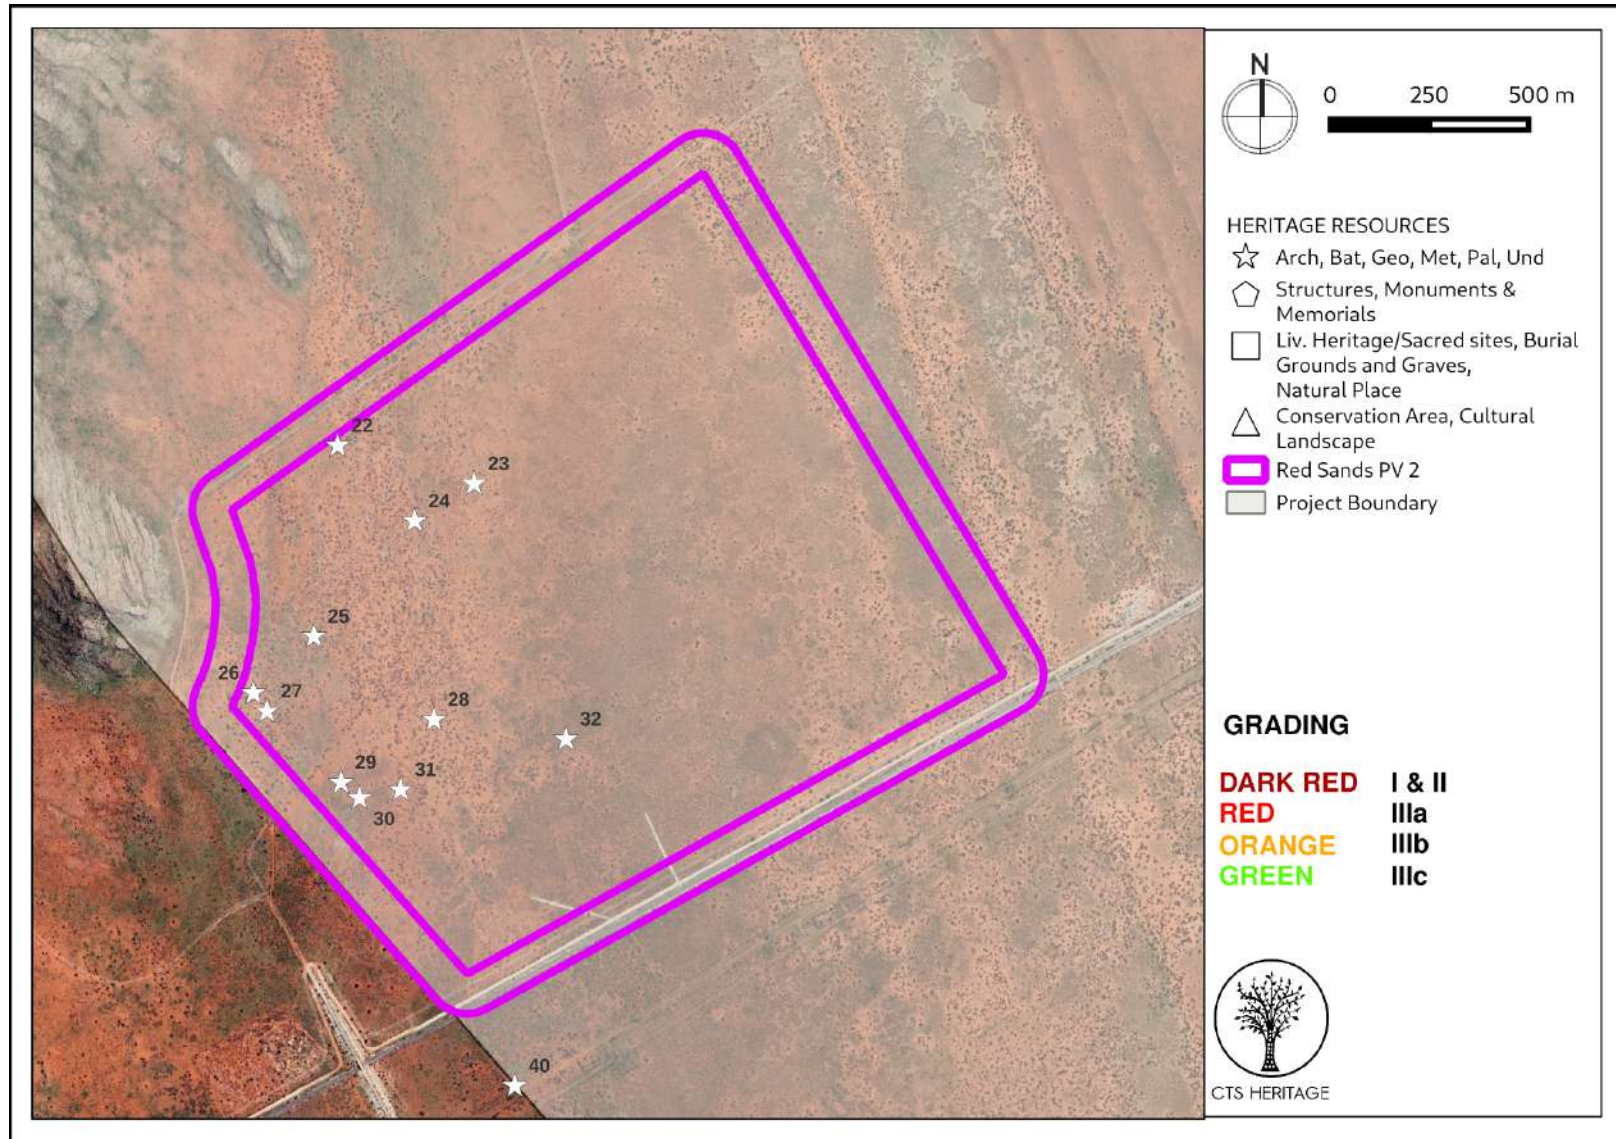 22
23
24
25
26
27
28
32
29
31
30
40
N
0 250 500 m
HERITAGE RESOURCES
Arch, Bat, Geo, Met, Pal, Und
Structures, Monuments &
Memorials
Liv. Heritage/Sacred sites, Burial
Grounds and Graves,
Natural Place
Conservation Area, Cultural
Landscape
Red Sands PV 2
Project Boundary
GRADING
DARK RED I & II
RED IIIa
ORANGE IIIb
GREEN IIIc
CTS HERITAGE